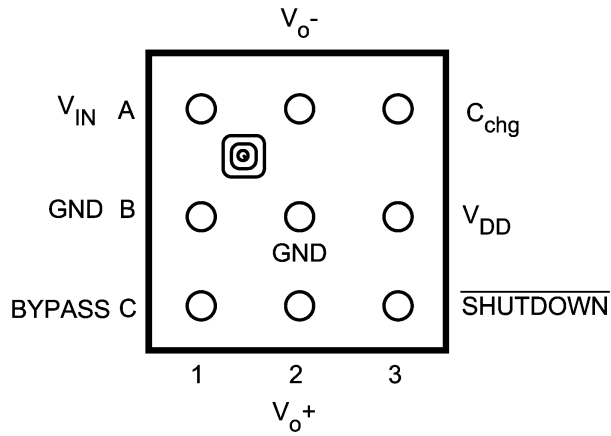 Vo-
VIN A Cchg
GND B VDD
GND
BYPASS C SHUTDOWN
1 2 3
Vo+